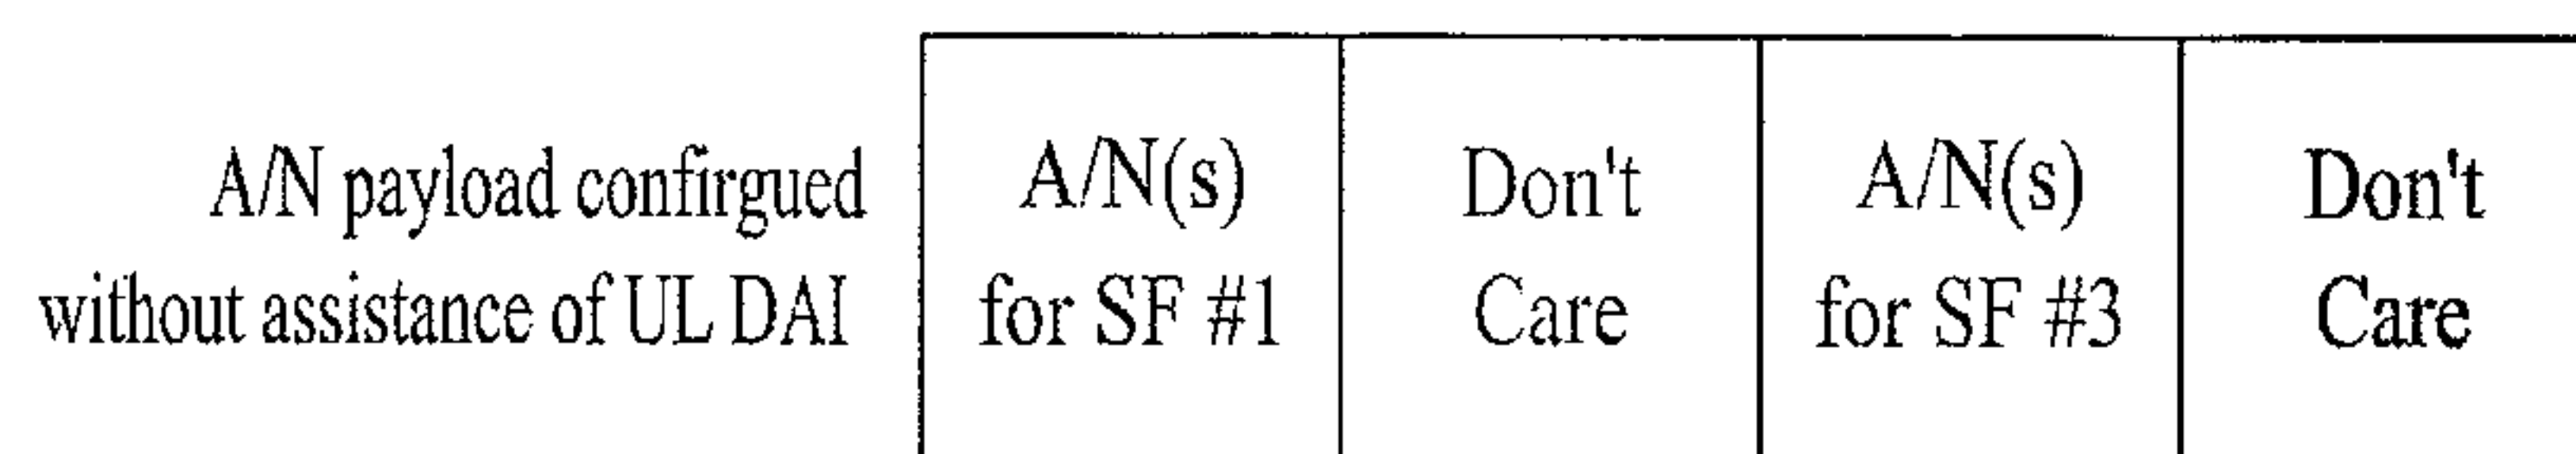 A/N payload confirgued
without assistance of UL DAI
A/N(s)
for SF #1
Don't
Care
A/N(s)
for SF #3
Don't
Care